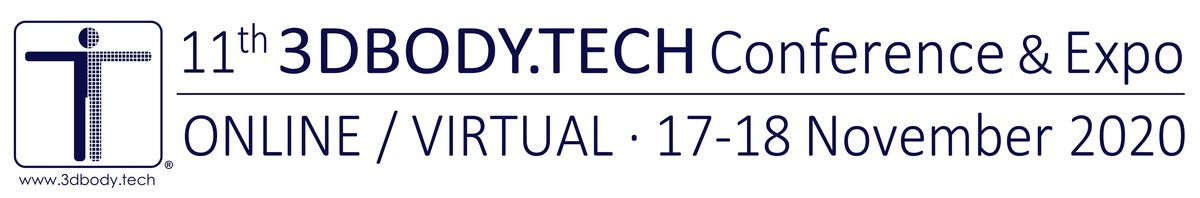 11th 3DBODY.TECH Conference & Expo
ONLINE / VIRTUAL · 17-18 November 2020
®
www.3dbody.tech